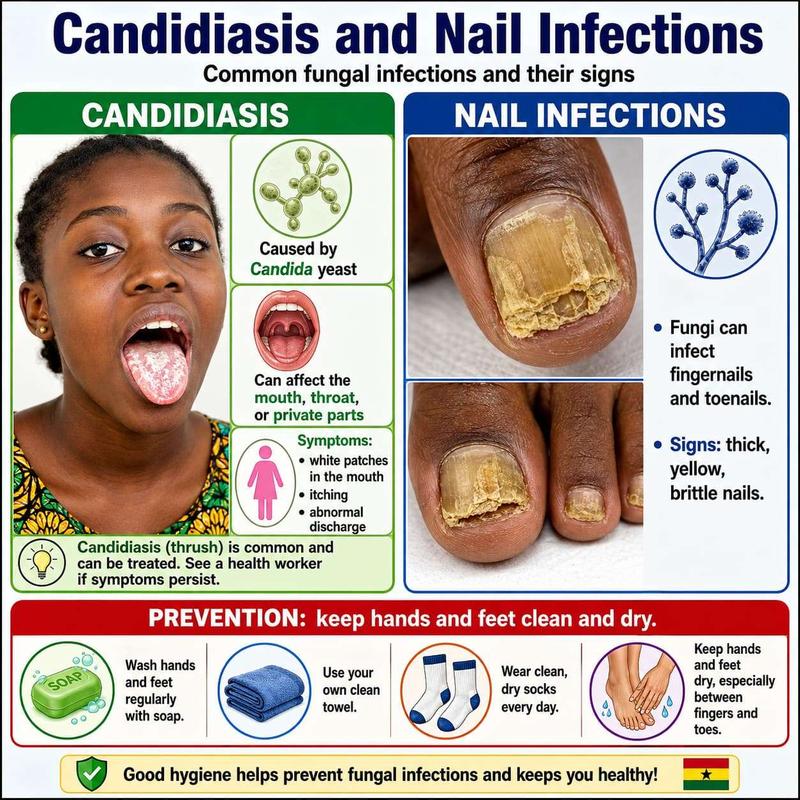 Candidiasis and Nail Infections
Common fungal infections and their signs
CANDIDIASIS
Caused by
Candida yeast
Can affect the
mouth, throat,
or private parts
Symptoms:
• white patches
in the mouth
• itching
• abnormal
discharge
Candidiasis (thrush) is common and
can be treated. See a health worker
if symptoms persist.
NAIL INFECTIONS
• Fungi can
infect
fingernails
and toenails.
• Signs: thick,
yellow,
brittle nails.
PREVENTION: keep hands and feet clean and dry.
SOAP
Wash hands
and feet
regularly
with soap.
Use your
own clean
towel.
Wear clean,
dry socks
every day.
Keep hands
and feet
dry, especially
between
fingers and
toes.
Good hygiene helps prevent fungal infections and keeps you healthy!